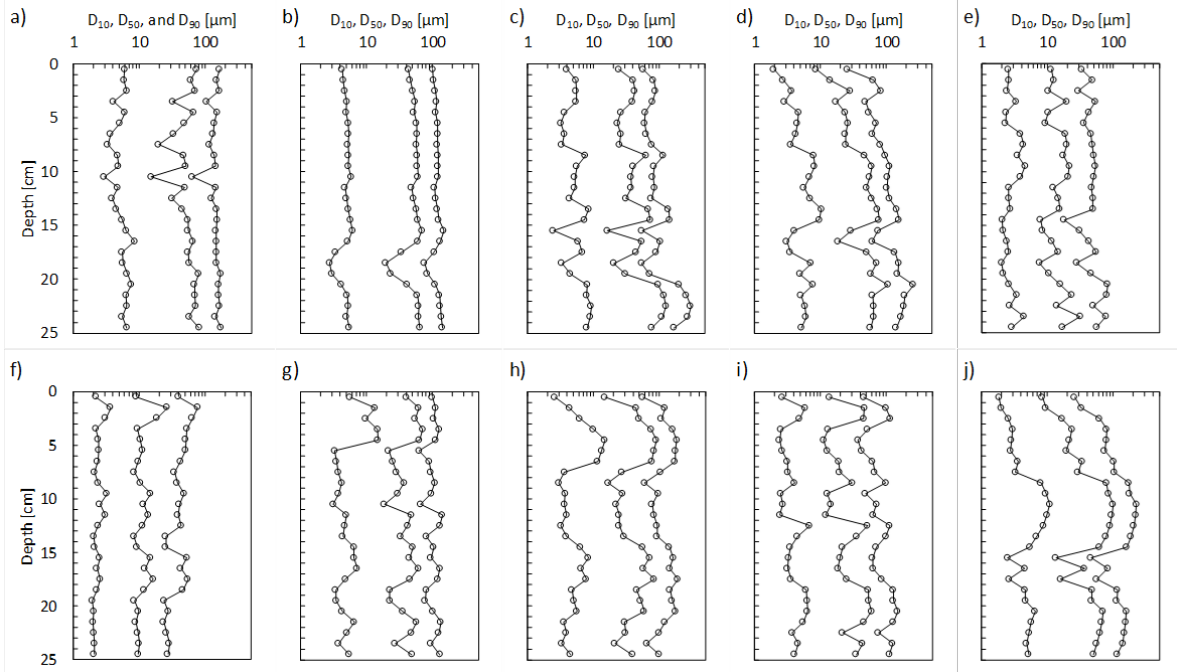 a) D10, D50, and D90 [µm]
1 10 100
b) D10, D50, D90 [µm]
1 10 100
c) D10, D50, D90 [µm]
1 10 100
d) D10, D50, D90 [µm]
1 10 100
e) D10, D50, D90 [µm]
1 10 100
Depth [cm]
0
5
10
15
20
25
f)
g)
h)
i)
j)
Depth [cm]
0
5
10
15
20
25